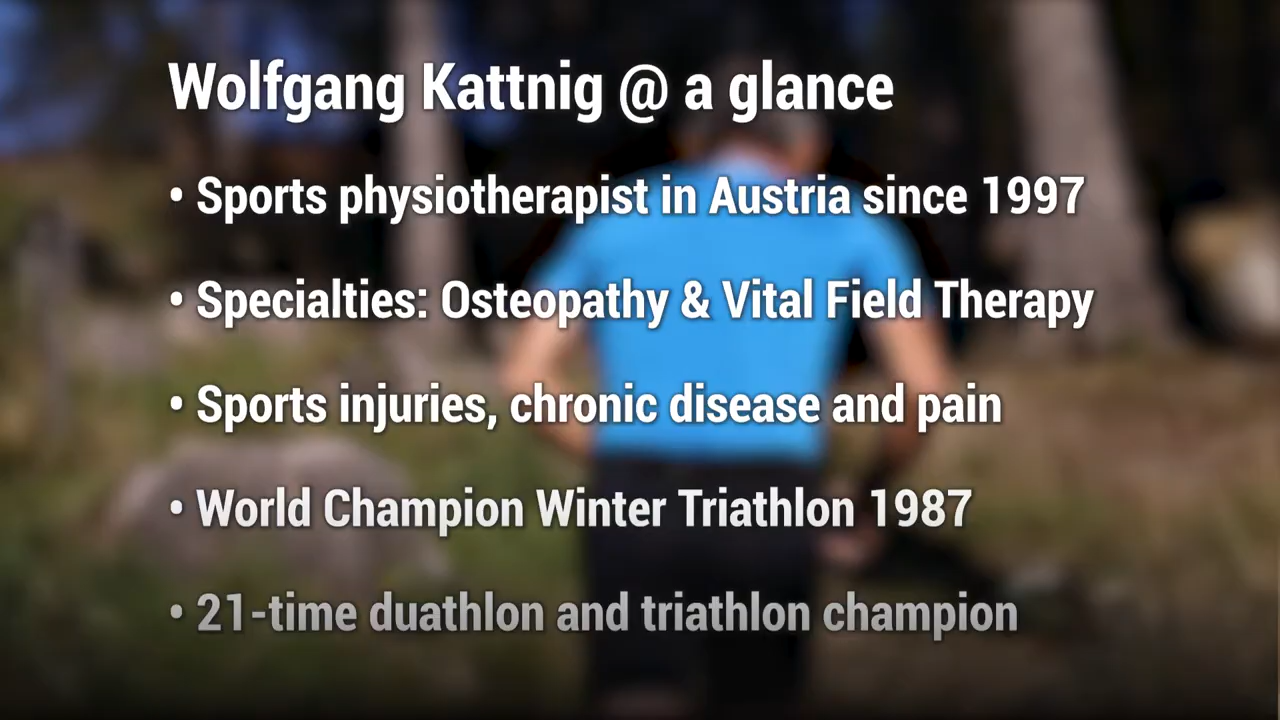 Wolfgang Kattnig @ a glance
• Sports physiotherapist in Austria since 1997
• Specialties: Osteopathy & Vital Field Therapy
• Sports injuries, chronic disease and pain
• World Champion Winter Triathlon 1987
• 21-time duathlon and triathlon champion